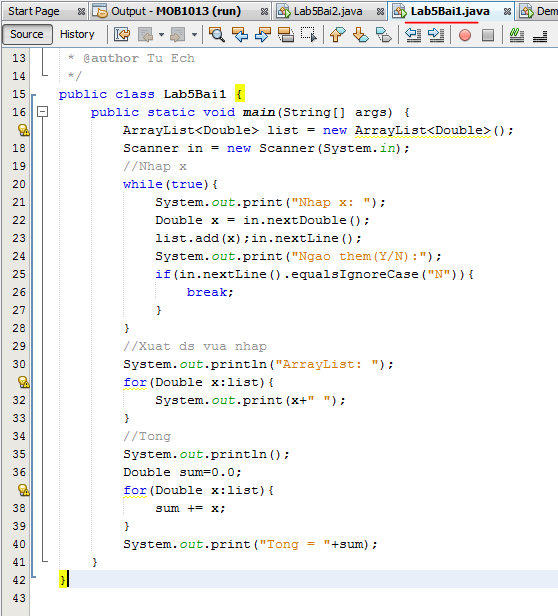 Start Page Output - MOB1013 (run) Lab5Bai2.java Lab5Bai1.java Dem
Source History
13 * @author Tu Ech
14 */
15 public class Lab5Bai1 {
16 public static void main(String[] args) {
ArrayList<Double> list = new ArrayList<Double>();
18 Scanner in = new Scanner(System.in);
19 //Nhap x
20 while(true){
21 System.out.print("Nhap x: ");
22 Double x = in.nextDouble();
23 list.add(x);in.nextLine();
24 System.out.print("Ngao them(Y/N):");
25 if(in.nextLine().equalsIgnoreCase("N")){
26 break;
27 }
28 }
29 //Xuat ds vua nhap
30 System.out.println("ArrayList: ");
for(Double x:list){
32 System.out.print(x+" ");
33 }
34 //Tong
35 System.out.println();
36 Double sum=0.0;
for(Double x:list){
38 sum += x;
39 }
40 System.out.print("Tong = "+sum);
41 }
42 }
43